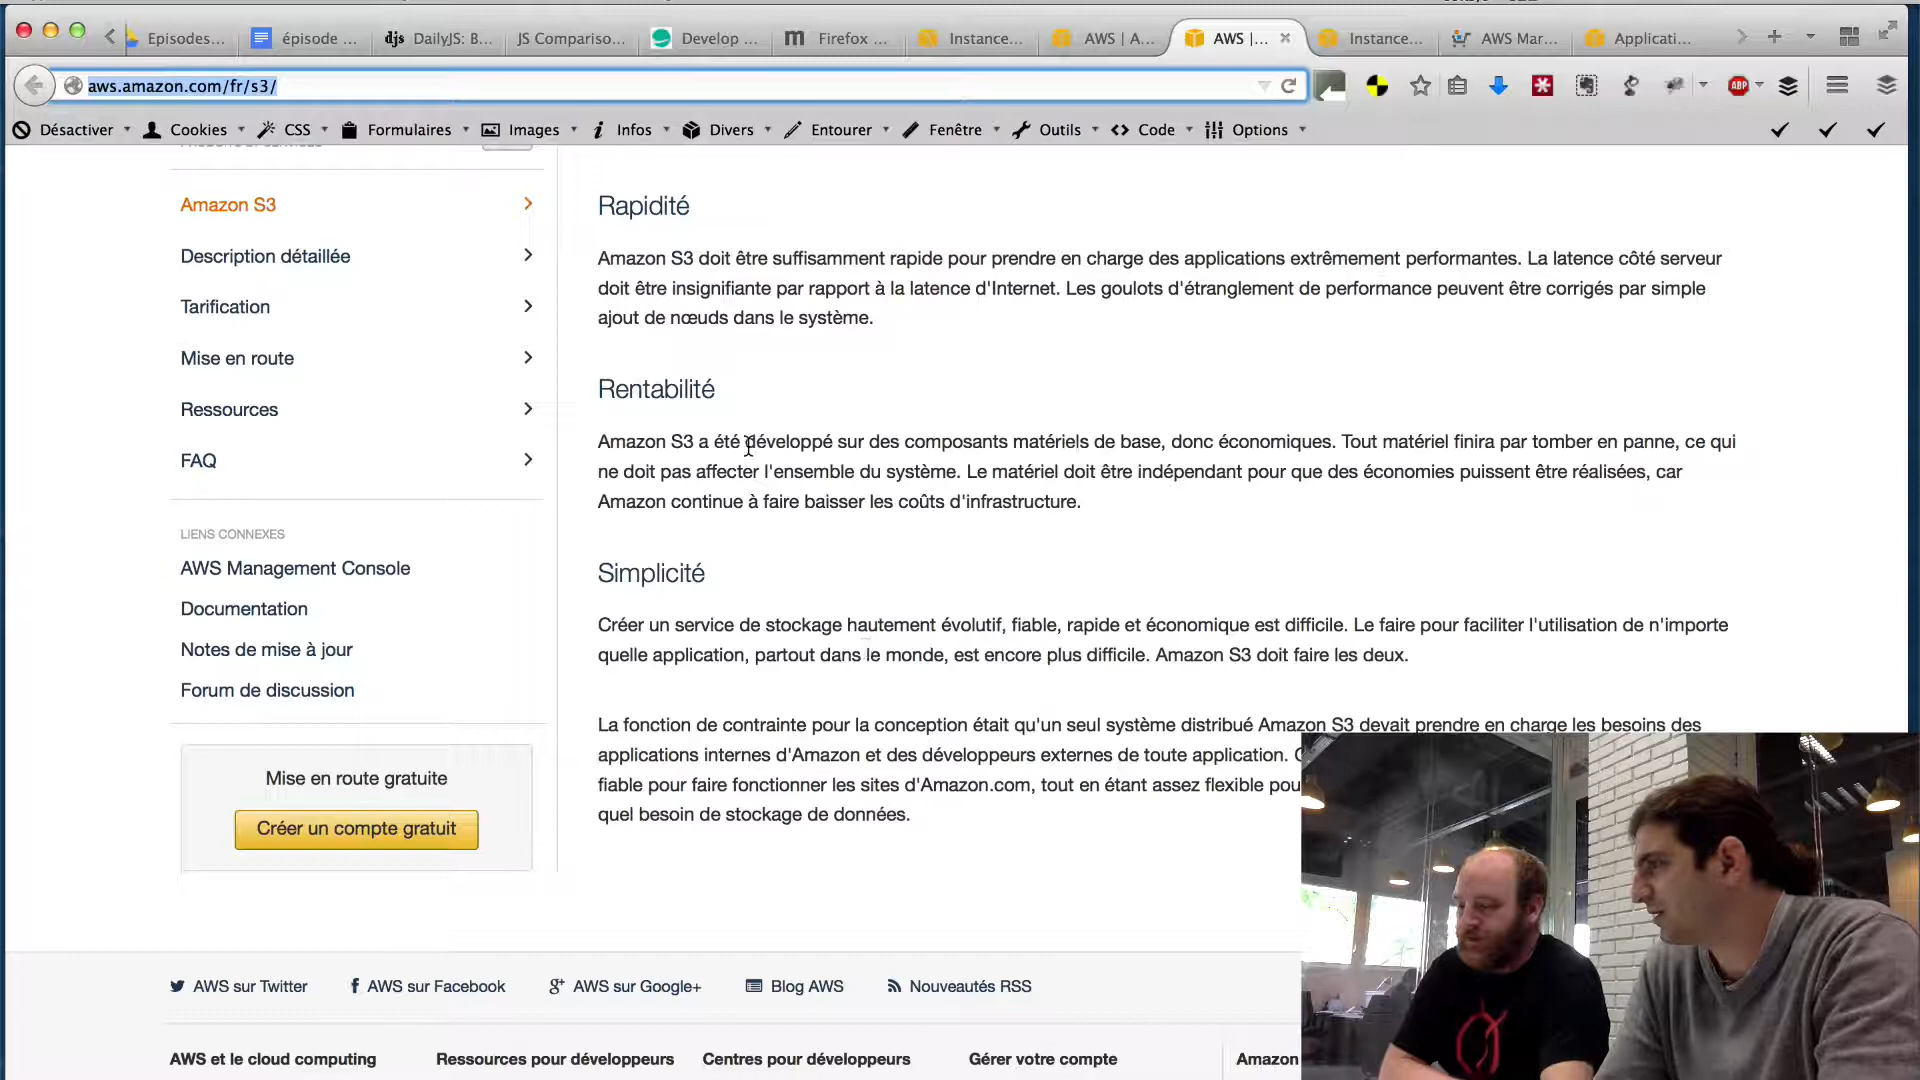 Episodes...
épisode ...
djs DailyJS: B...
JS Compariso...
Develop ...
m Firefox ...
Instance...
AWS | A...
AWS |...
Instance...
AWS Mar...
Applicati...
aws.amazon.com/fr/s3/
ABP
Désactiver
Cookies
CSS
Formulaires
Images
Infos
Divers
Entourer
Fenêtre
Outils
Code
Options
Amazon S3
Description détaillée
Tarification
Mise en route
Ressources
FAQ
LIENS CONNEXES
AWS Management Console
Documentation
Notes de mise à jour
Forum de discussion
Mise en route gratuite
Créer un compte gratuit
Rapidité
Amazon S3 doit être suffisamment rapide pour prendre en charge des applications extrêmement performantes. La latence côté serveur
doit être insignifiante par rapport à la latence d'Internet. Les goulots d'étranglement de performance peuvent être corrigés par simple
ajout de nœuds dans le système.
Rentabilité
Amazon S3 a été développé sur des composants matériels de base, donc économiques. Tout matériel finira par tomber en panne, ce qui
ne doit pas affecter l'ensemble du système. Le matériel doit être indépendant pour que des économies puissent être réalisées, car
Amazon continue à faire baisser les coûts d'infrastructure.
Simplicité
Créer un service de stockage hautement évolutif, fiable, rapide et économique est difficile. Le faire pour faciliter l'utilisation de n'importe
quelle application, partout dans le monde, est encore plus difficile. Amazon S3 doit faire les deux.
La fonction de contrainte pour la conception était qu'un seul système distribué Amazon S3 devait prendre en charge les besoins des
applications internes d'Amazon et des développeurs externes de toute application.
fiable pour faire fonctionner les sites d'Amazon.com, tout en étant assez flexible
quel besoin de stockage de données.
AWS sur Twitter
AWS sur Facebook
AWS sur Google+
Blog AWS
Nouveautés RSS
AWS et le cloud computing
Ressources pour développeurs
Centres pour développeurs
Gérer votre compte
Amazon